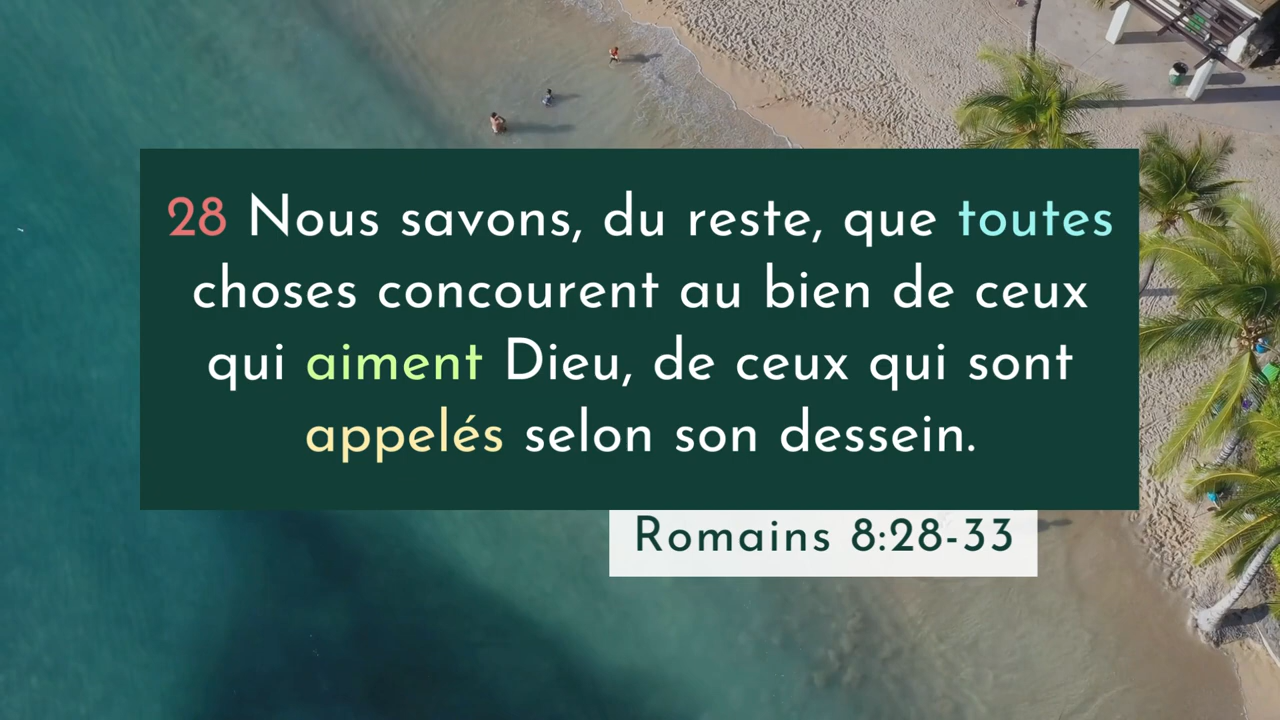 28 Nous savons, du reste, que toutes
choses concourent au bien de ceux
qui aiment Dieu, de ceux qui sont
appelés selon son dessein.
Romains 8:28-33